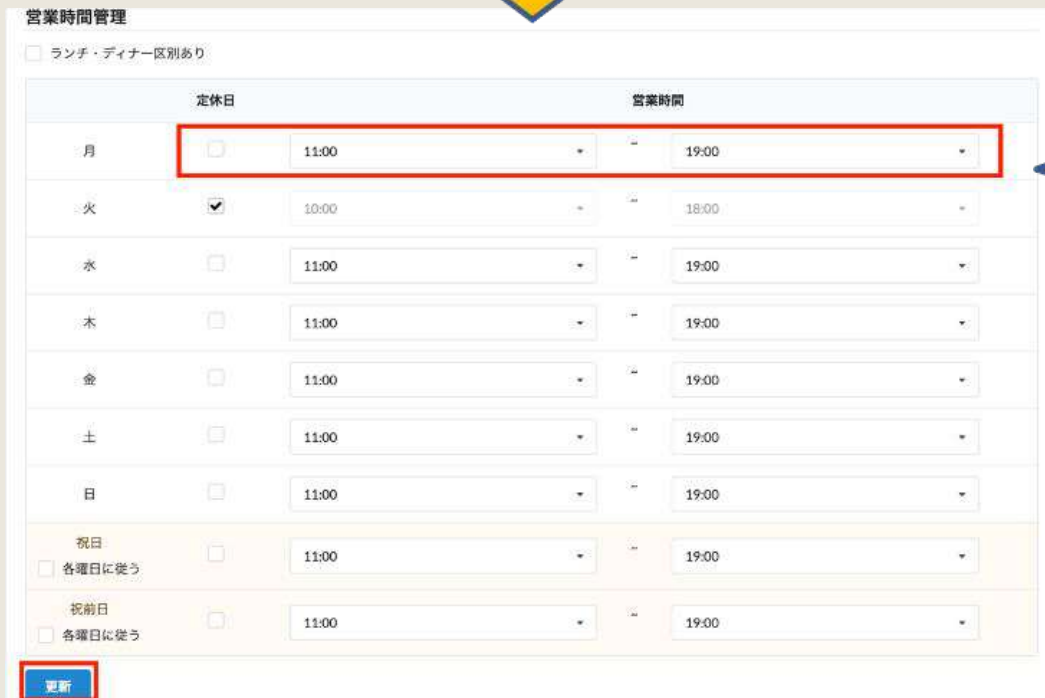 営業時間管理
ランチ・ディナー区別あり
定休日 営業時間
月 11:00 ~ 19:00
火 10:00 ~ 18:00
水 11:00 ~ 19:00
木 11:00 ~ 19:00
金 11:00 ~ 19:00
土 11:00 ~ 19:00
日 11:00 ~ 19:00
祝日 11:00 ~ 19:00
各曜日に従う
祝前日 11:00 ~ 19:00
各曜日に従う
更新